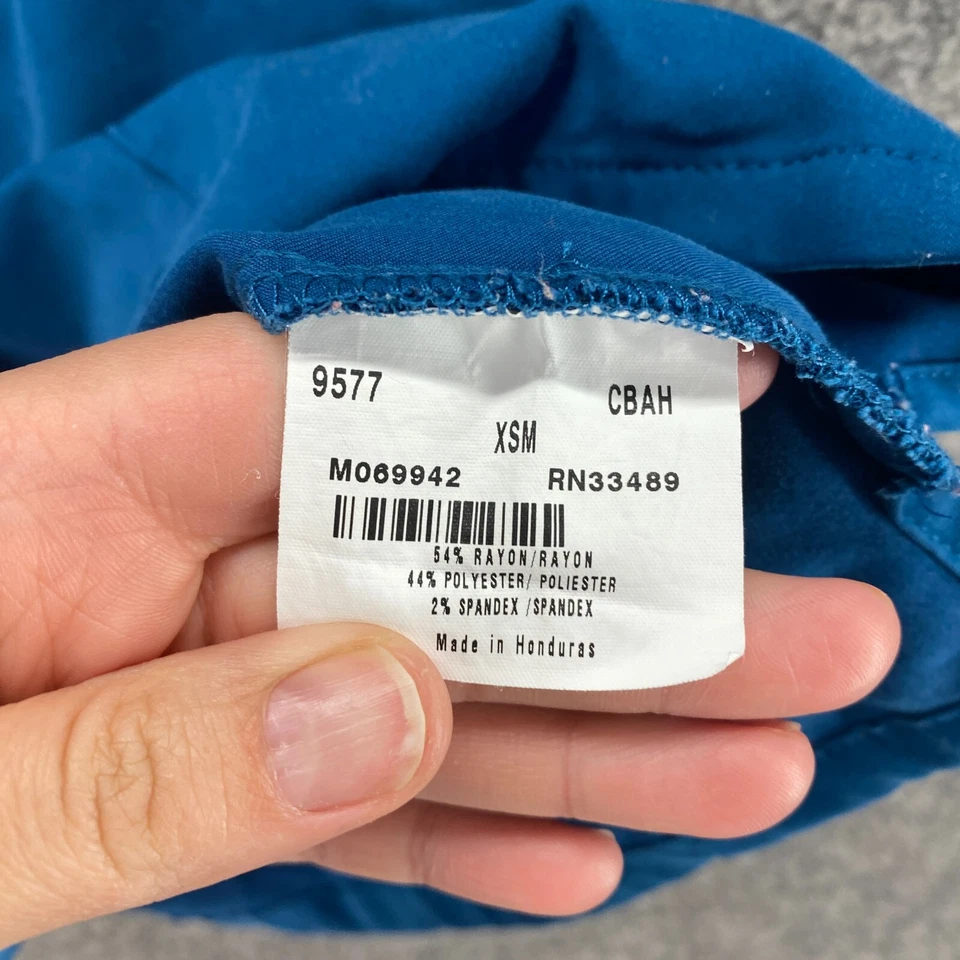 9577 CBAH
XSM
M069942 RN33489
54% RAYON/RAYON
44% POLYESTER/ POLIESTER
2% SPANDEX /SPANDEX
Made in Honduras